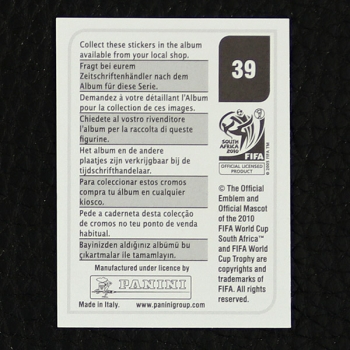 Collect these stickers in the album
available from your local shop.
Fragt bei eurem
Zeitschriftenhändler nach dem
Album für diese Serie.
Demandez à votre détaillant l'Album
pour la collection de ces images.
Chiedete al vostro rivenditore
l'album per la raccolta di queste
figurine.
Het album en de andere
plaatjes zijn verkrijgbaar bij de
tijdschrifthandelaar.
Para coleccionar estos cromos
compra tu álbum en cualquier
kiosco.
Pede a caderneta desta colecção
de cromos no teu ponto de venda
habitual.
Bayinizden aldığınız albümü bu
çıkartmalar ile tamamlayın.
Manufactured under licence by
PANINI
Made in Italy. www.paninigroup.com
39
SOUTH
AFRICA
2010
FIFA
OFFICIAL LICENSED
PRODUCT
© The Official
Emblem and
Official Mascot
of the 2010
FIFA World Cup
South Africa™
and FIFA World
Cup Trophy are
copyrights and
trademarks of
FIFA. All rights
reserved.